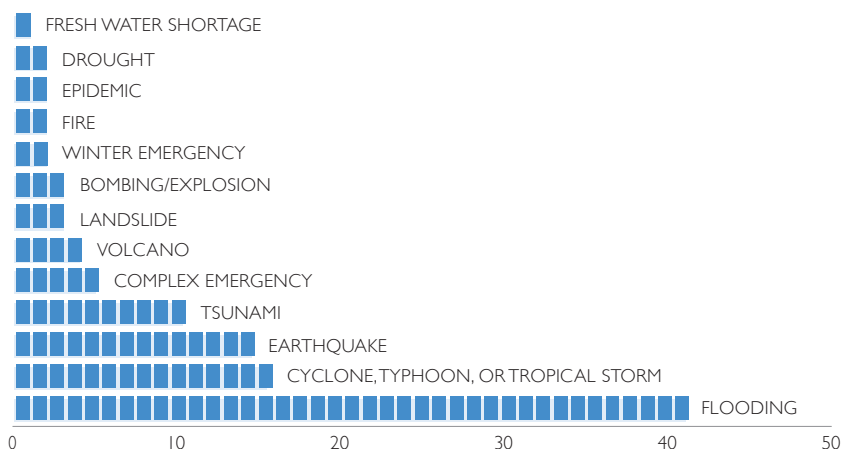 FRESH WATER SHORTAGE
DROUGHT
EPIDEMIC
FIRE
WINTER EMERGENCY
BOMBING/EXPLOSION
LANDSLIDE
VOLCANO
COMPLEX EMERGENCY
TSUNAMI
EARTHQUAKE
CYCLONE, TYPHOON, OR TROPICAL STORM
FLOODING
0 10 20 30 40 50